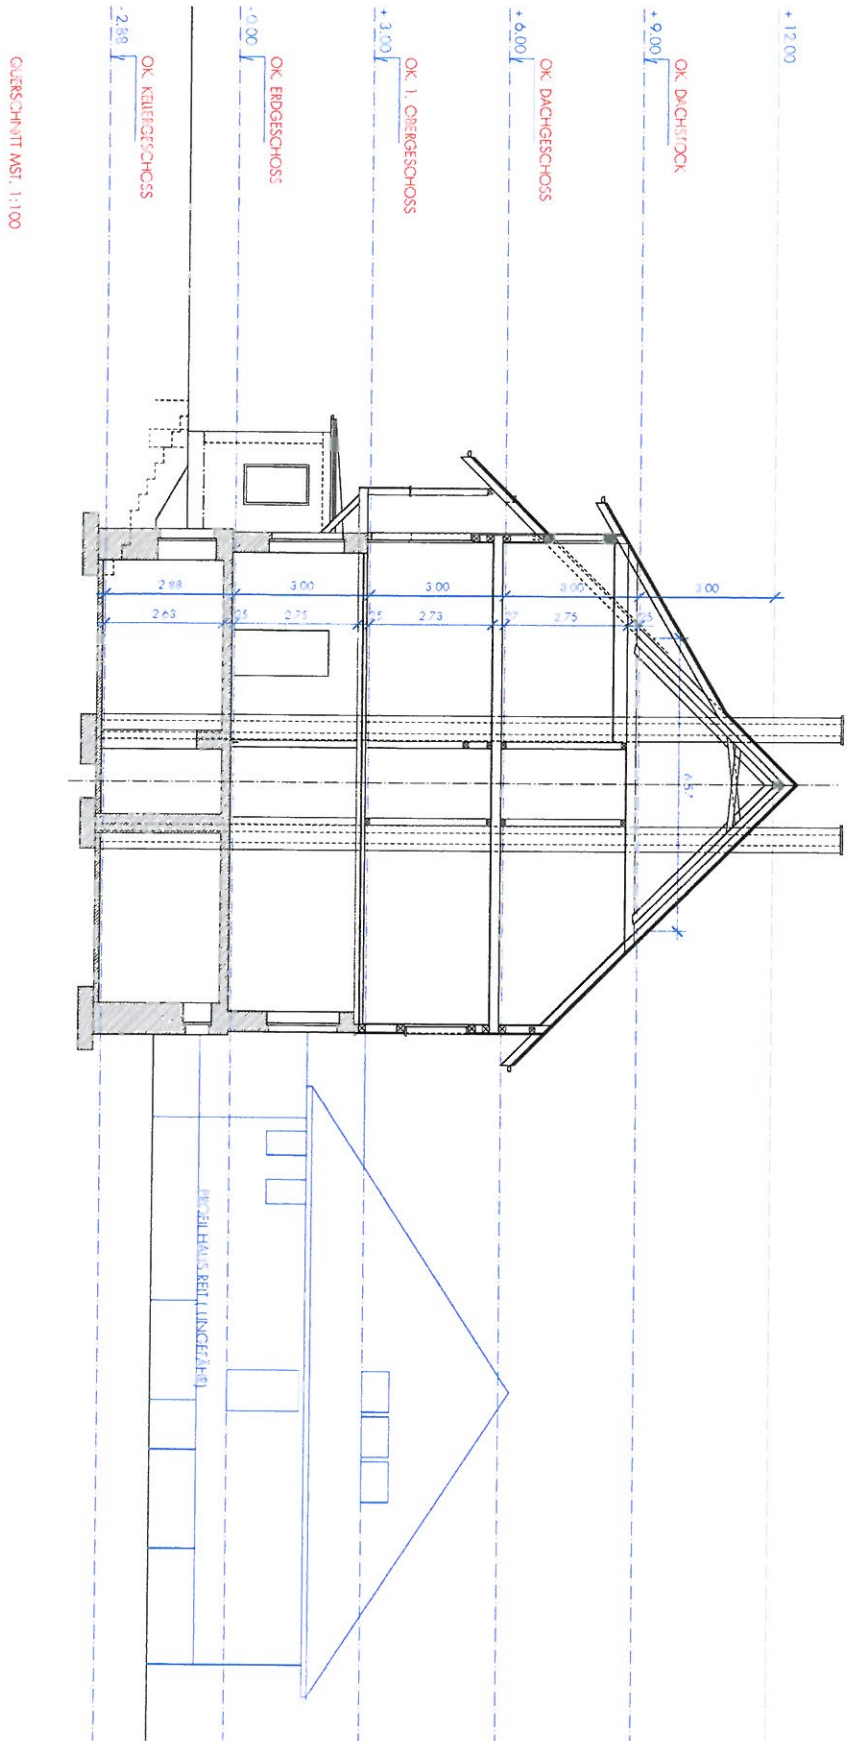 + 12.00
+ 9.00
OK. DACHSTOCK
+ 6.00
OK. DACHGESCHOSS
+ 3.00
OK. 1. OBERGESCHOSS
- 0.00
OK. ERDGESCHOSS
- 2.88
OK. KELLERGESCHOSS
3.00
3.00
3.00
3.00
2.88
25
2.75
27
2.73
25
2.75
25
2.63
PROFIL HAUS REIT ( UNGEFÄHR)
QUERSCHNITT MST. 1:100